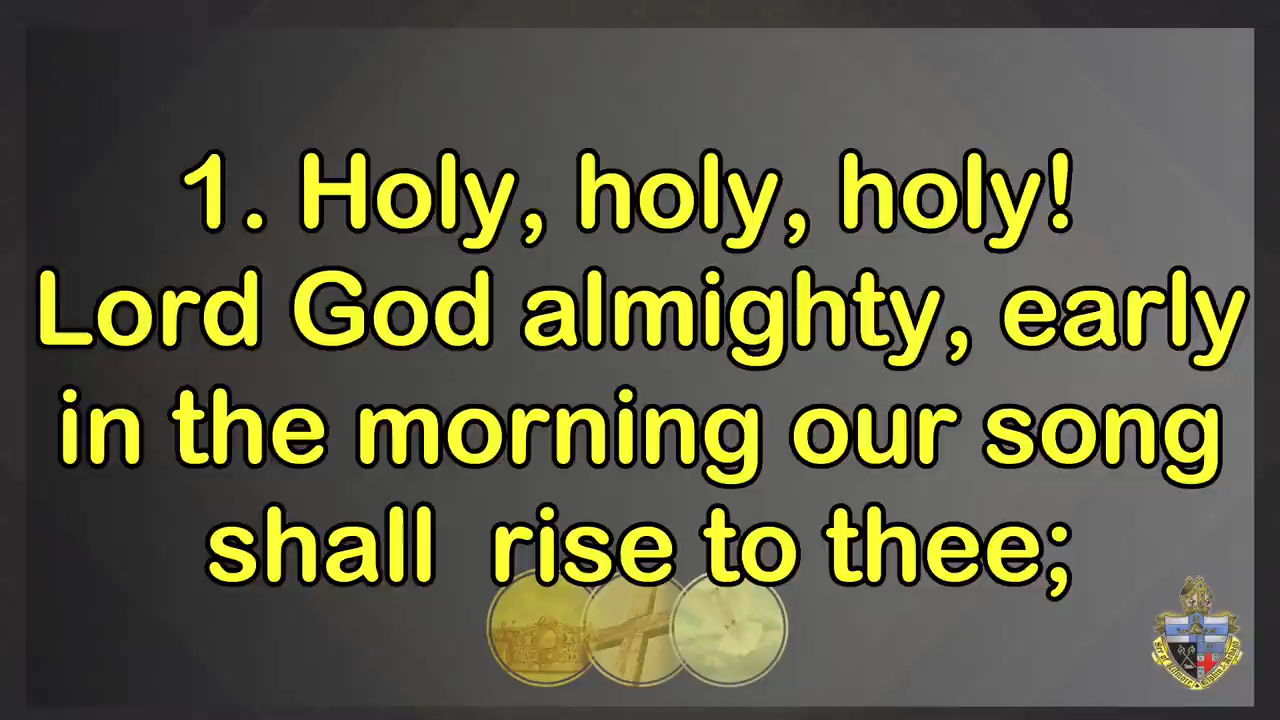 1. Holy, holy, holy!
Lord God almighty, early
in the morning our song
shall  rise to thee;